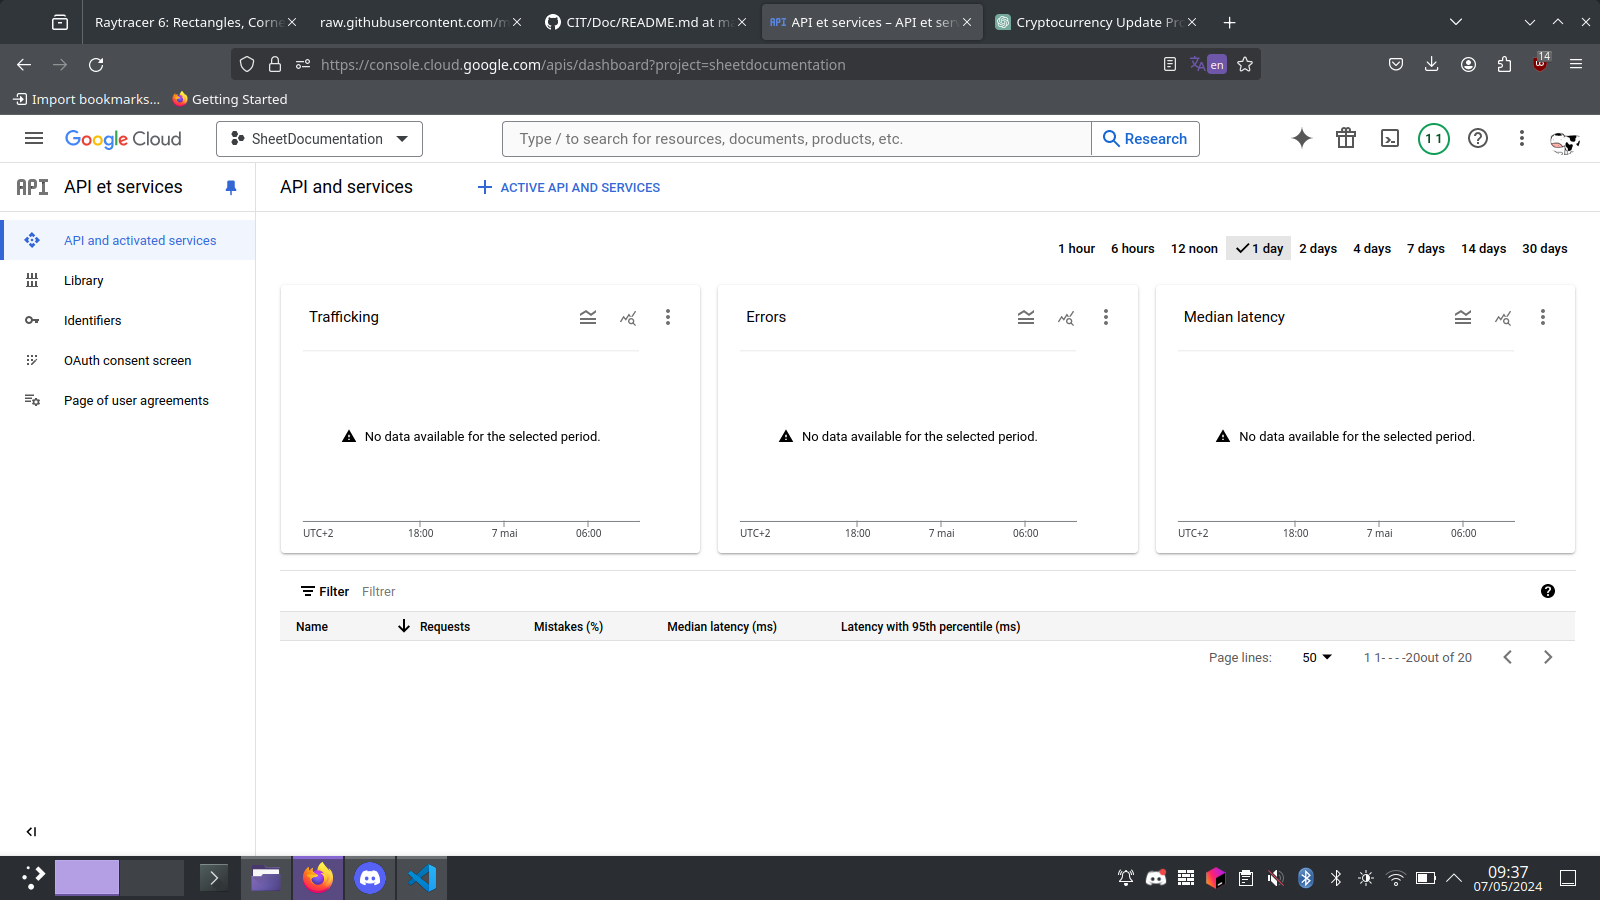 Raytracer 6: Rectangles, Corne
raw.githubusercontent.com/m
CIT/Doc/README.md at ma
API et services – API et ser
Cryptocurrency Update Pro
https://console.cloud.google.com/apis/dashboard?project=sheetdocumentation
en
14
Import bookmarks...
Getting Started
Google Cloud
SheetDocumentation
Type / to search for resources, documents, products, etc.
Research
1 1
API
API et services
API and services
ACTIVE API AND SERVICES
API and activated services
Library
Identifiers
OAuth consent screen
Page of user agreements
1 hour 6 hours 12 noon 1 day 2 days 4 days 7 days 14 days 30 days
Trafficking
No data available for the selected period.
UTC+2 18:00 7 mai 06:00
Errors
No data available for the selected period.
UTC+2 18:00 7 mai 06:00
Median latency
No data available for the selected period.
UTC+2 18:00 7 mai 06:00
Filter Filtrer
Name Requests Mistakes (%) Median latency (ms) Latency with 95th percentile (ms)
Page lines: 50 1 1- - - -20out of 20
09:37
07/05/2024